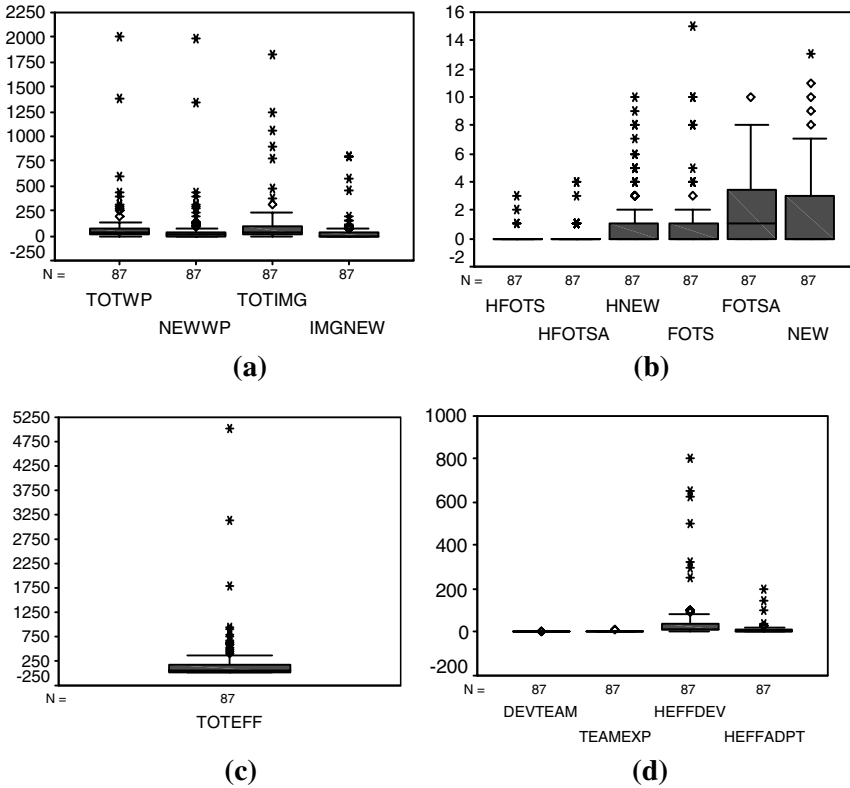 2250
2000
1750
1500
1250
1000
750
500
250
0
-250
N = 87 87 87 87
TOTWP TOTIMG
NEWWP IMGNEW
(a)
16
14
12
10
8
6
4
2
0
-2
N = 87 87 87 87 87 87
HFOTS HNEW FOTSA
HFOTSA FOTS NEW
(b)
5250
4750
4250
3750
3250
2750
2250
1750
1250
750
250
-250
N = 87
TOTEFF
(c)
1000
800
600
400
200
0
-200
N = 87 87 87 87
DEVTEAM HEFFDEV
TEAMEXP HEFFADPT
(d)